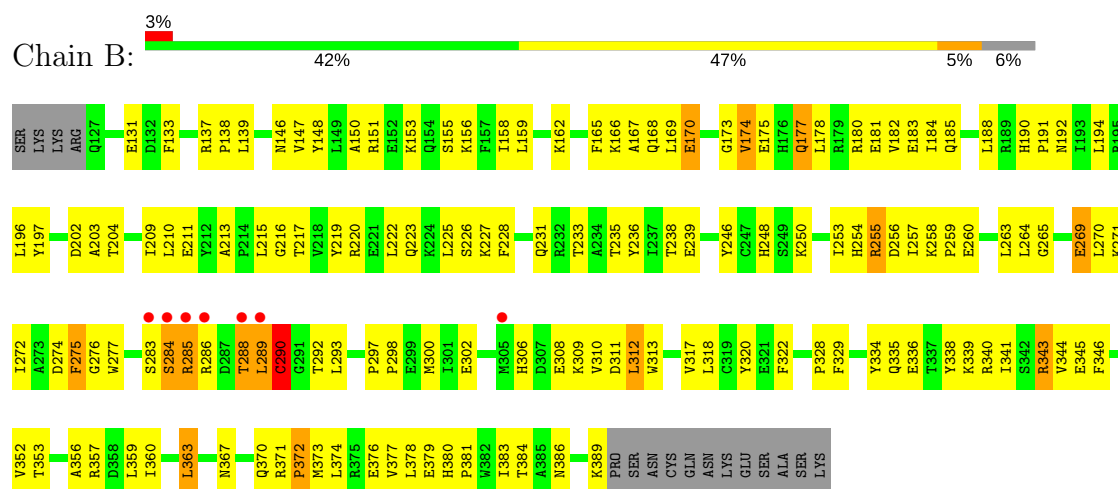 3%
Chain B:
42% 47% 5% 6%
SER LYS LYS ARG Q127 E131 D132 F133 R137 P138 L139 N146 V147 Y148 L149 A150 R151 E152 K153 Q154 S155 K156 F157 I158 L159 K162 F165 K166 A167 Q168 L169 E170 G173 V174 E175 H176 Q177 L178 R179 R180 E181 V182 E183 I184 Q185 L188 R189 H190 P191 N192 I193 L194 R195
L196 Y197 D202 A203 T204 I209 L210 E211 Y212 A213 P214 L215 G216 T217 V218 Y219 R220 E221 L222 Q223 K224 L225 S226 K227 F228 Q231 R232 T233 A234 T235 Y236 I237 T238 E239 Y246 C247 H248 S249 K250 I253 H254 R255 D256 I257 K258 P259 E260 L263 L264 G265 E269 L270 K271
I272 A273 D274 F275 G276 W277 S283 S284 R285 R286 D287 T288 L289 C290 G291 T292 L293 P297 P298 E299 M300 I301 E302 M305 H306 D307 E308 K309 V310 D311 L312 W313 V317 L318 C319 Y320 E321 F322 P328 F329 Y334 Q335 E336 T337 Y338 K339 R340 I341 S342 R343 V344 E345 F346
V352 T353 A356 R357 D358 L359 I360 L363 N367 Q370 R371 P372 M373 L374 R375 E376 V377 L378 E379 H380 P381 W382 I383 T384 A385 N386 K389 PRO SER ASN CYS GLN ASN LYS GLU SER ALA SER LYS